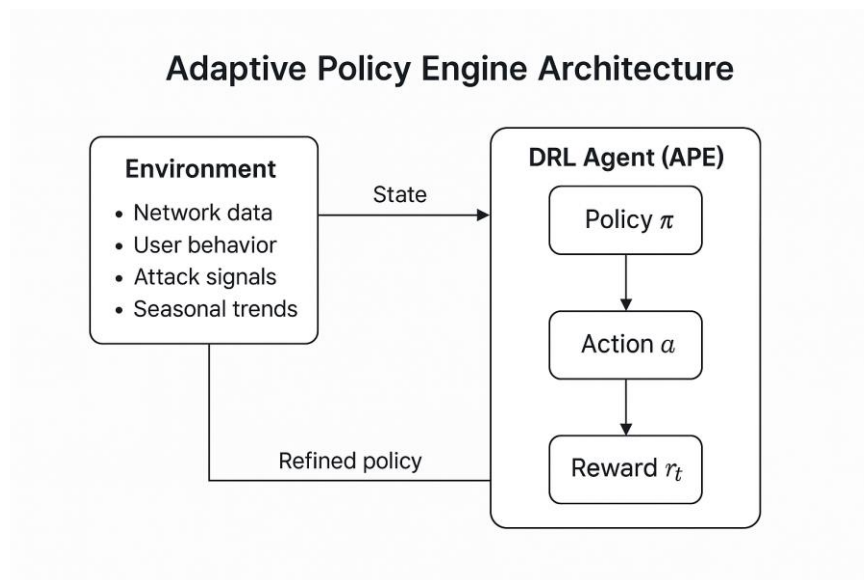 Adaptive Policy Engine Architecture
Environment
• Network data
• User behavior
• Attack signals
• Seasonal trends
State
DRL Agent (APE)
Policy π
Action a
Reward rₜ
Refined policy